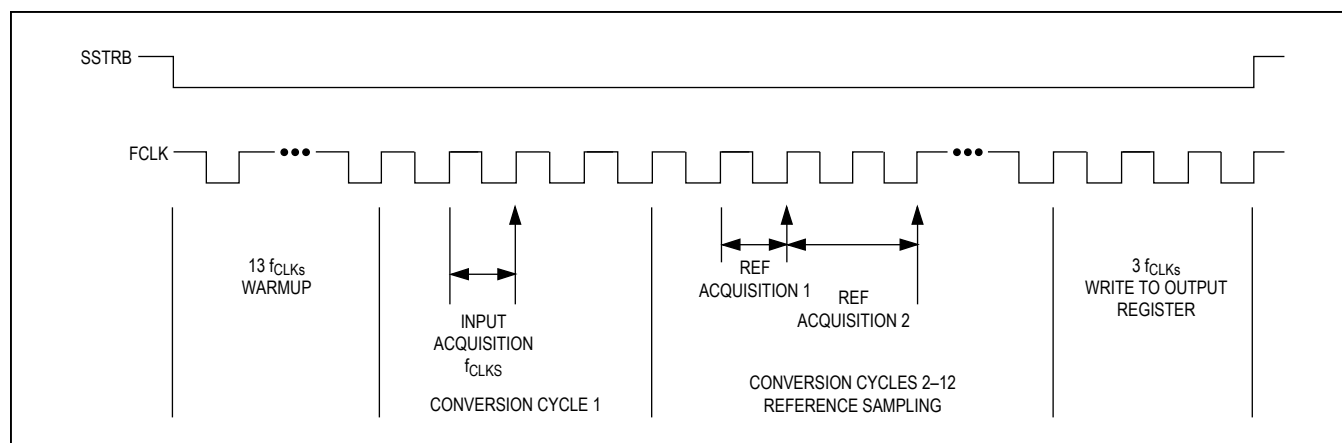 SSTRB
FCLK
13 fCLKs
WARMUP
INPUT
ACQUISITION
fCLKS
CONVERSION CYCLE 1
REF
ACQUISITION 1
REF
ACQUISITION 2
CONVERSION CYCLES 2–12
REFERENCE SAMPLING
3 fCLKs
WRITE TO OUTPUT
REGISTER